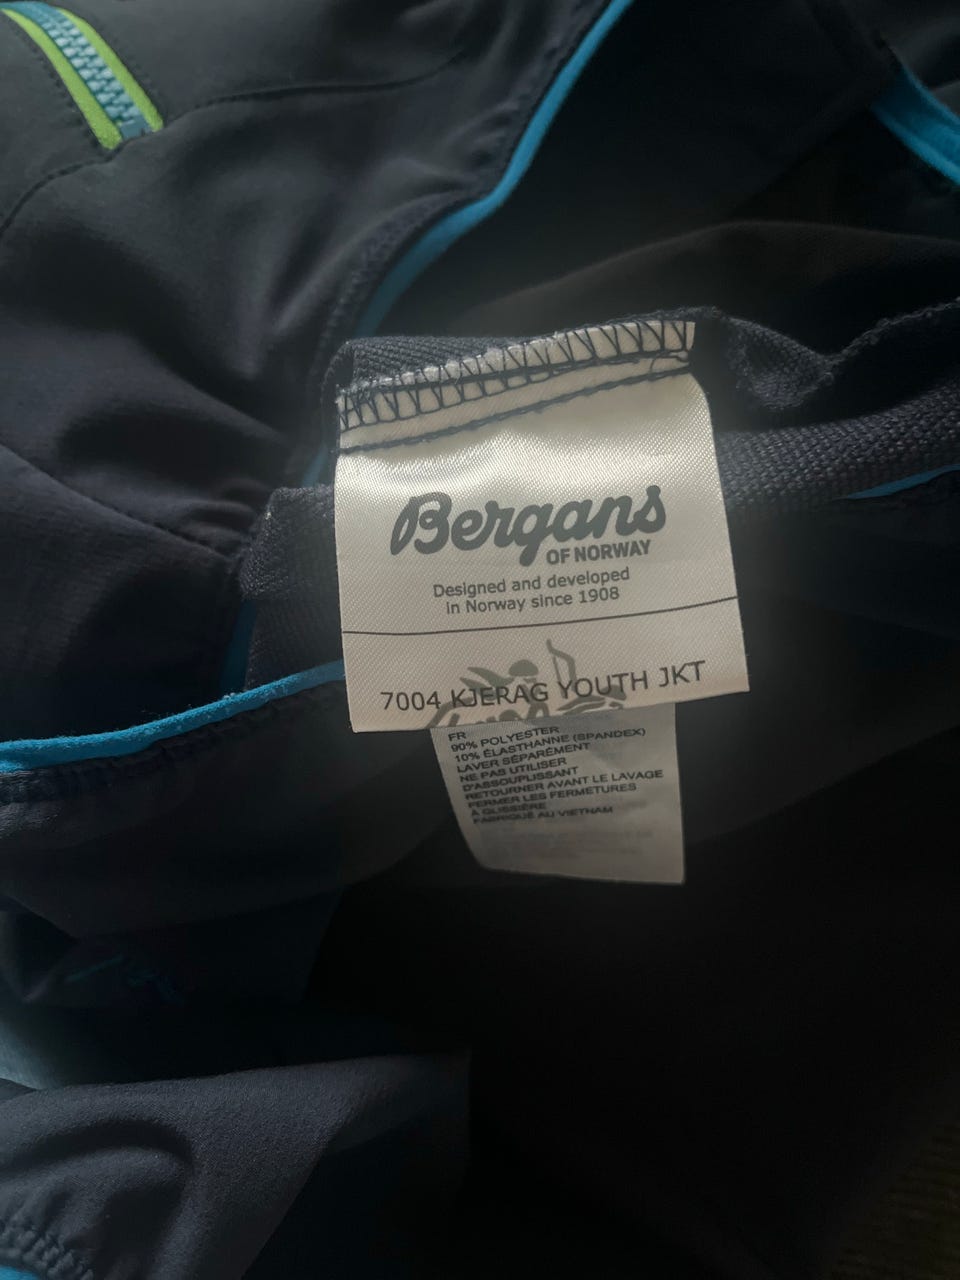 Bergans
OF NORWAY
Designed and developed
in Norway since 1908
7004 KJERAG YOUTH JKT
FR
90% POLYESTER
10% ÉLASTHANNE (SPANDEX)
LAVER SÉPARÉMENT
NE PAS UTILISER
D'ASSOUPLISSANT
RETOURNER AVANT LE LAVAGE
FERMER LES FERMETURES
À GLISSIÈRE
FABRIQUÉ AU VIETNAM